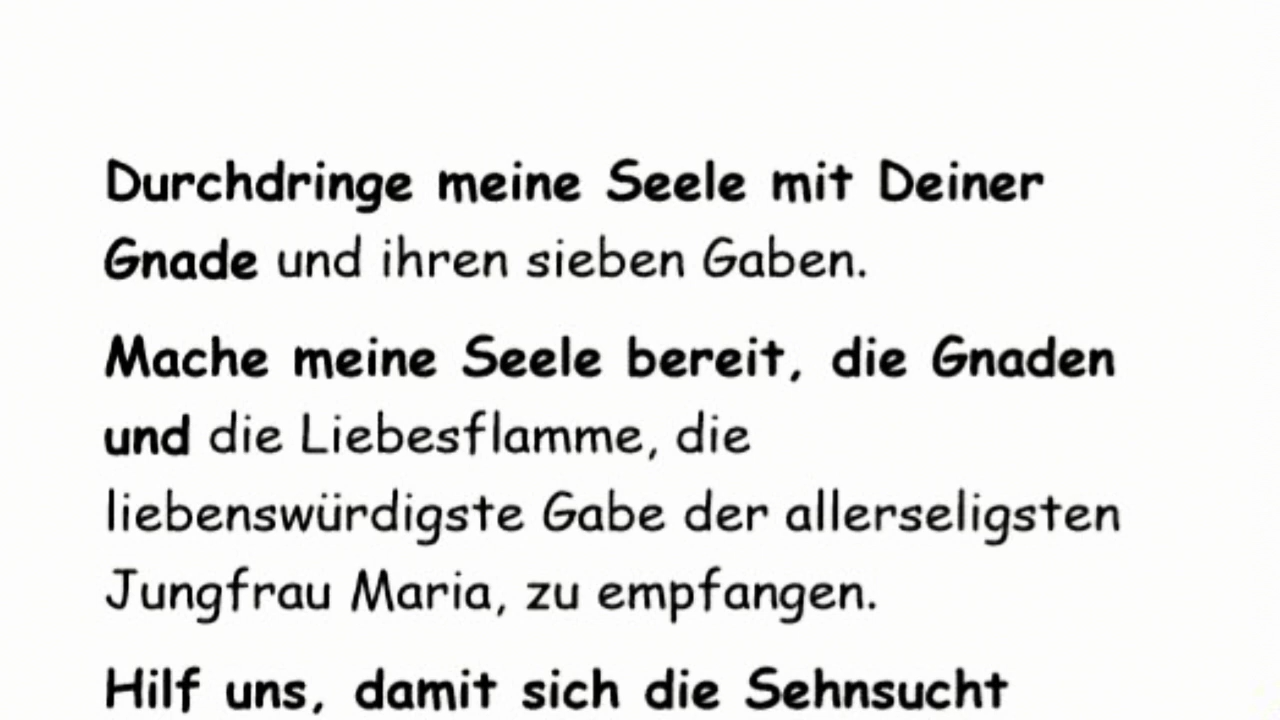 Durchdringe meine Seele mit Deiner
Gnade und ihren sieben Gaben.
Mache meine Seele bereit, die Gnaden
und die Liebesflamme, die
liebenswürdigste Gabe der allerseligsten
Jungfrau Maria, zu empfangen.
Hilf uns, damit sich die Sehnsucht